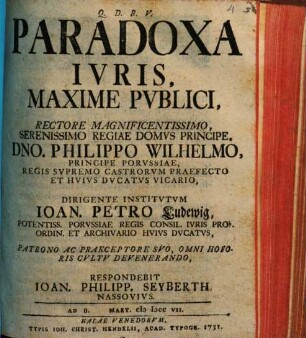 Q. D. B. V.
PARADOXA
IVRIS,
MAXIME PVBLICI,
RECTORE MAGNIFICENTISSIMO,
SERENISSIMO REGIAE DOMVS PRINCIPE,
DNO. PHILIPPO WILHELMO,
PRINCIPE PORVSSIAE,
REGIS SVPREMO CASTRORVM PRAEFECTO
ET HVIVS DVCATVS VICARIO,
DIRIGENTE INSTITVTVM
IOAN. PETRO Ludewig,
POTENTISS. PORVSSIAE REGIS CONSIL. IVRIS PROF.
ORDIN. ET ARCHIVARIO HVIVS DVCATVS,
PATRONO AC PRAECEPTORE SVO, OMNI HONO-
RIS CVLTV DEVENERANDO,
RESPONDEBIT
IOAN. PHILIPP. SEYBERTH
NASSOVIVS.
AD D. MART. cIɔ Iɔcc VII.
HALAE VENEDORVM,
TYPIS IOH. CHRIST. HENDELII, ACAD. TYPOGR. 1731.